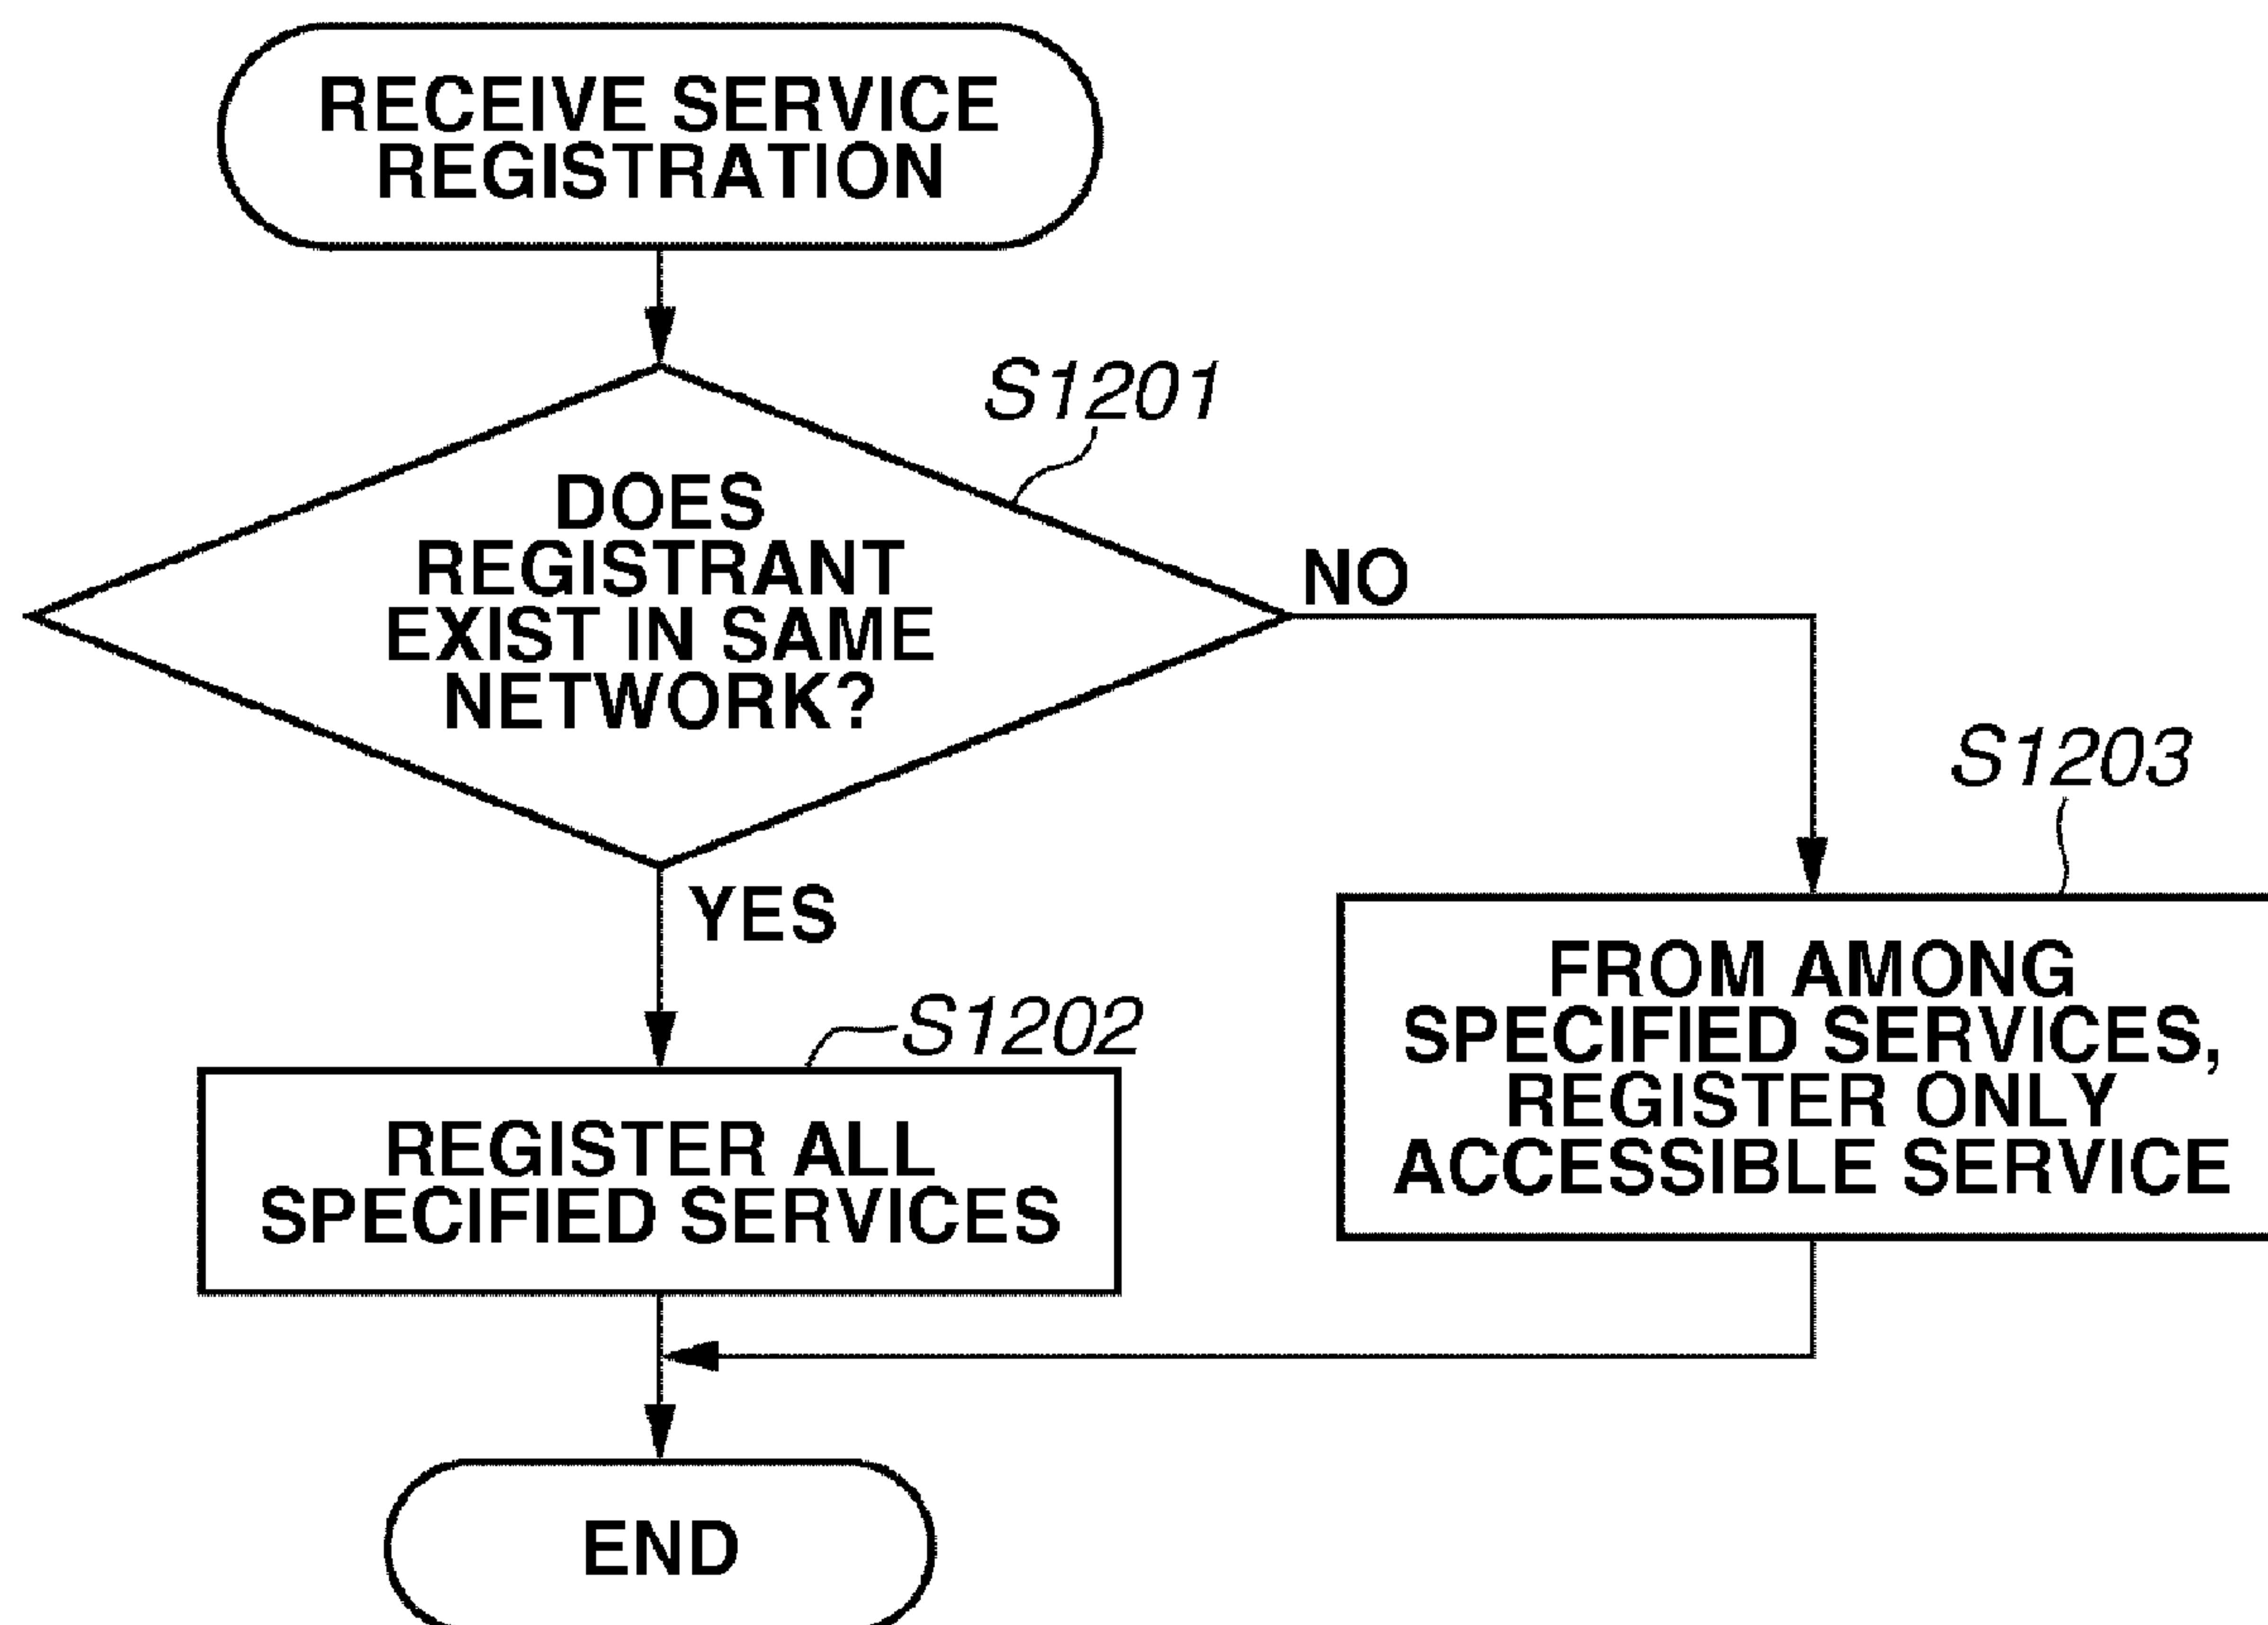 RECEIVE SERVICE
REGISTRATION
S1201
DOES
REGISTRANT
EXIST IN SAME
NETWORK?
NO
YES
S1203
FROM AMONG
SPECIFIED SERVICES,
REGISTER ONLY
ACCESSIBLE SERVICE
S1202
REGISTER ALL
SPECIFIED SERVICES
END